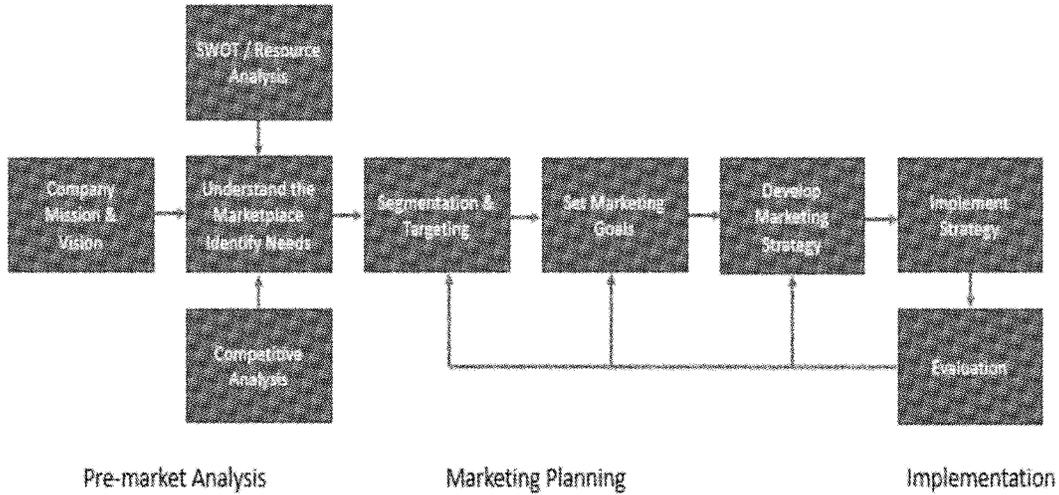 SWOT / Resource
Analysis
Company
Mission &
Vision
Understand the
Marketplace
Identify Needs
Segmentation &
Targeting
Set Marketing
Goals
Develop
Marketing
Strategy
Implement
Strategy
Competitive
Analysis
Evaluation
Pre-market Analysis
Marketing Planning
Implementation